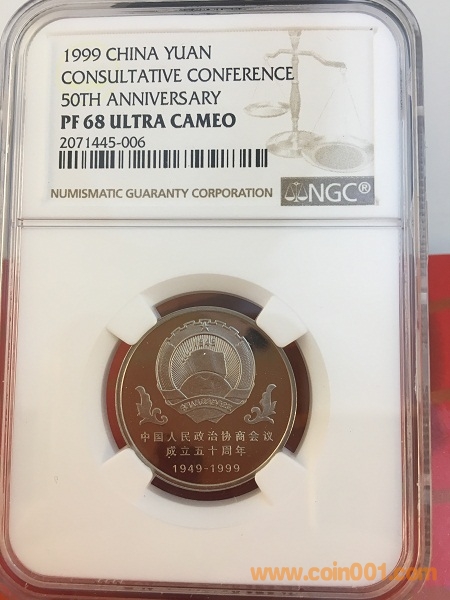 1999 CHINA YUAN
CONSULTATIVE CONFERENCE
50TH ANNIVERSARY
PF 68 ULTRA CAMEO
2071445-006
NUMISMATIC GUARANTY CORPORATION
NGC®
中国人民政治协商会议
成立五十周年
1949-1999
www.coin001.com